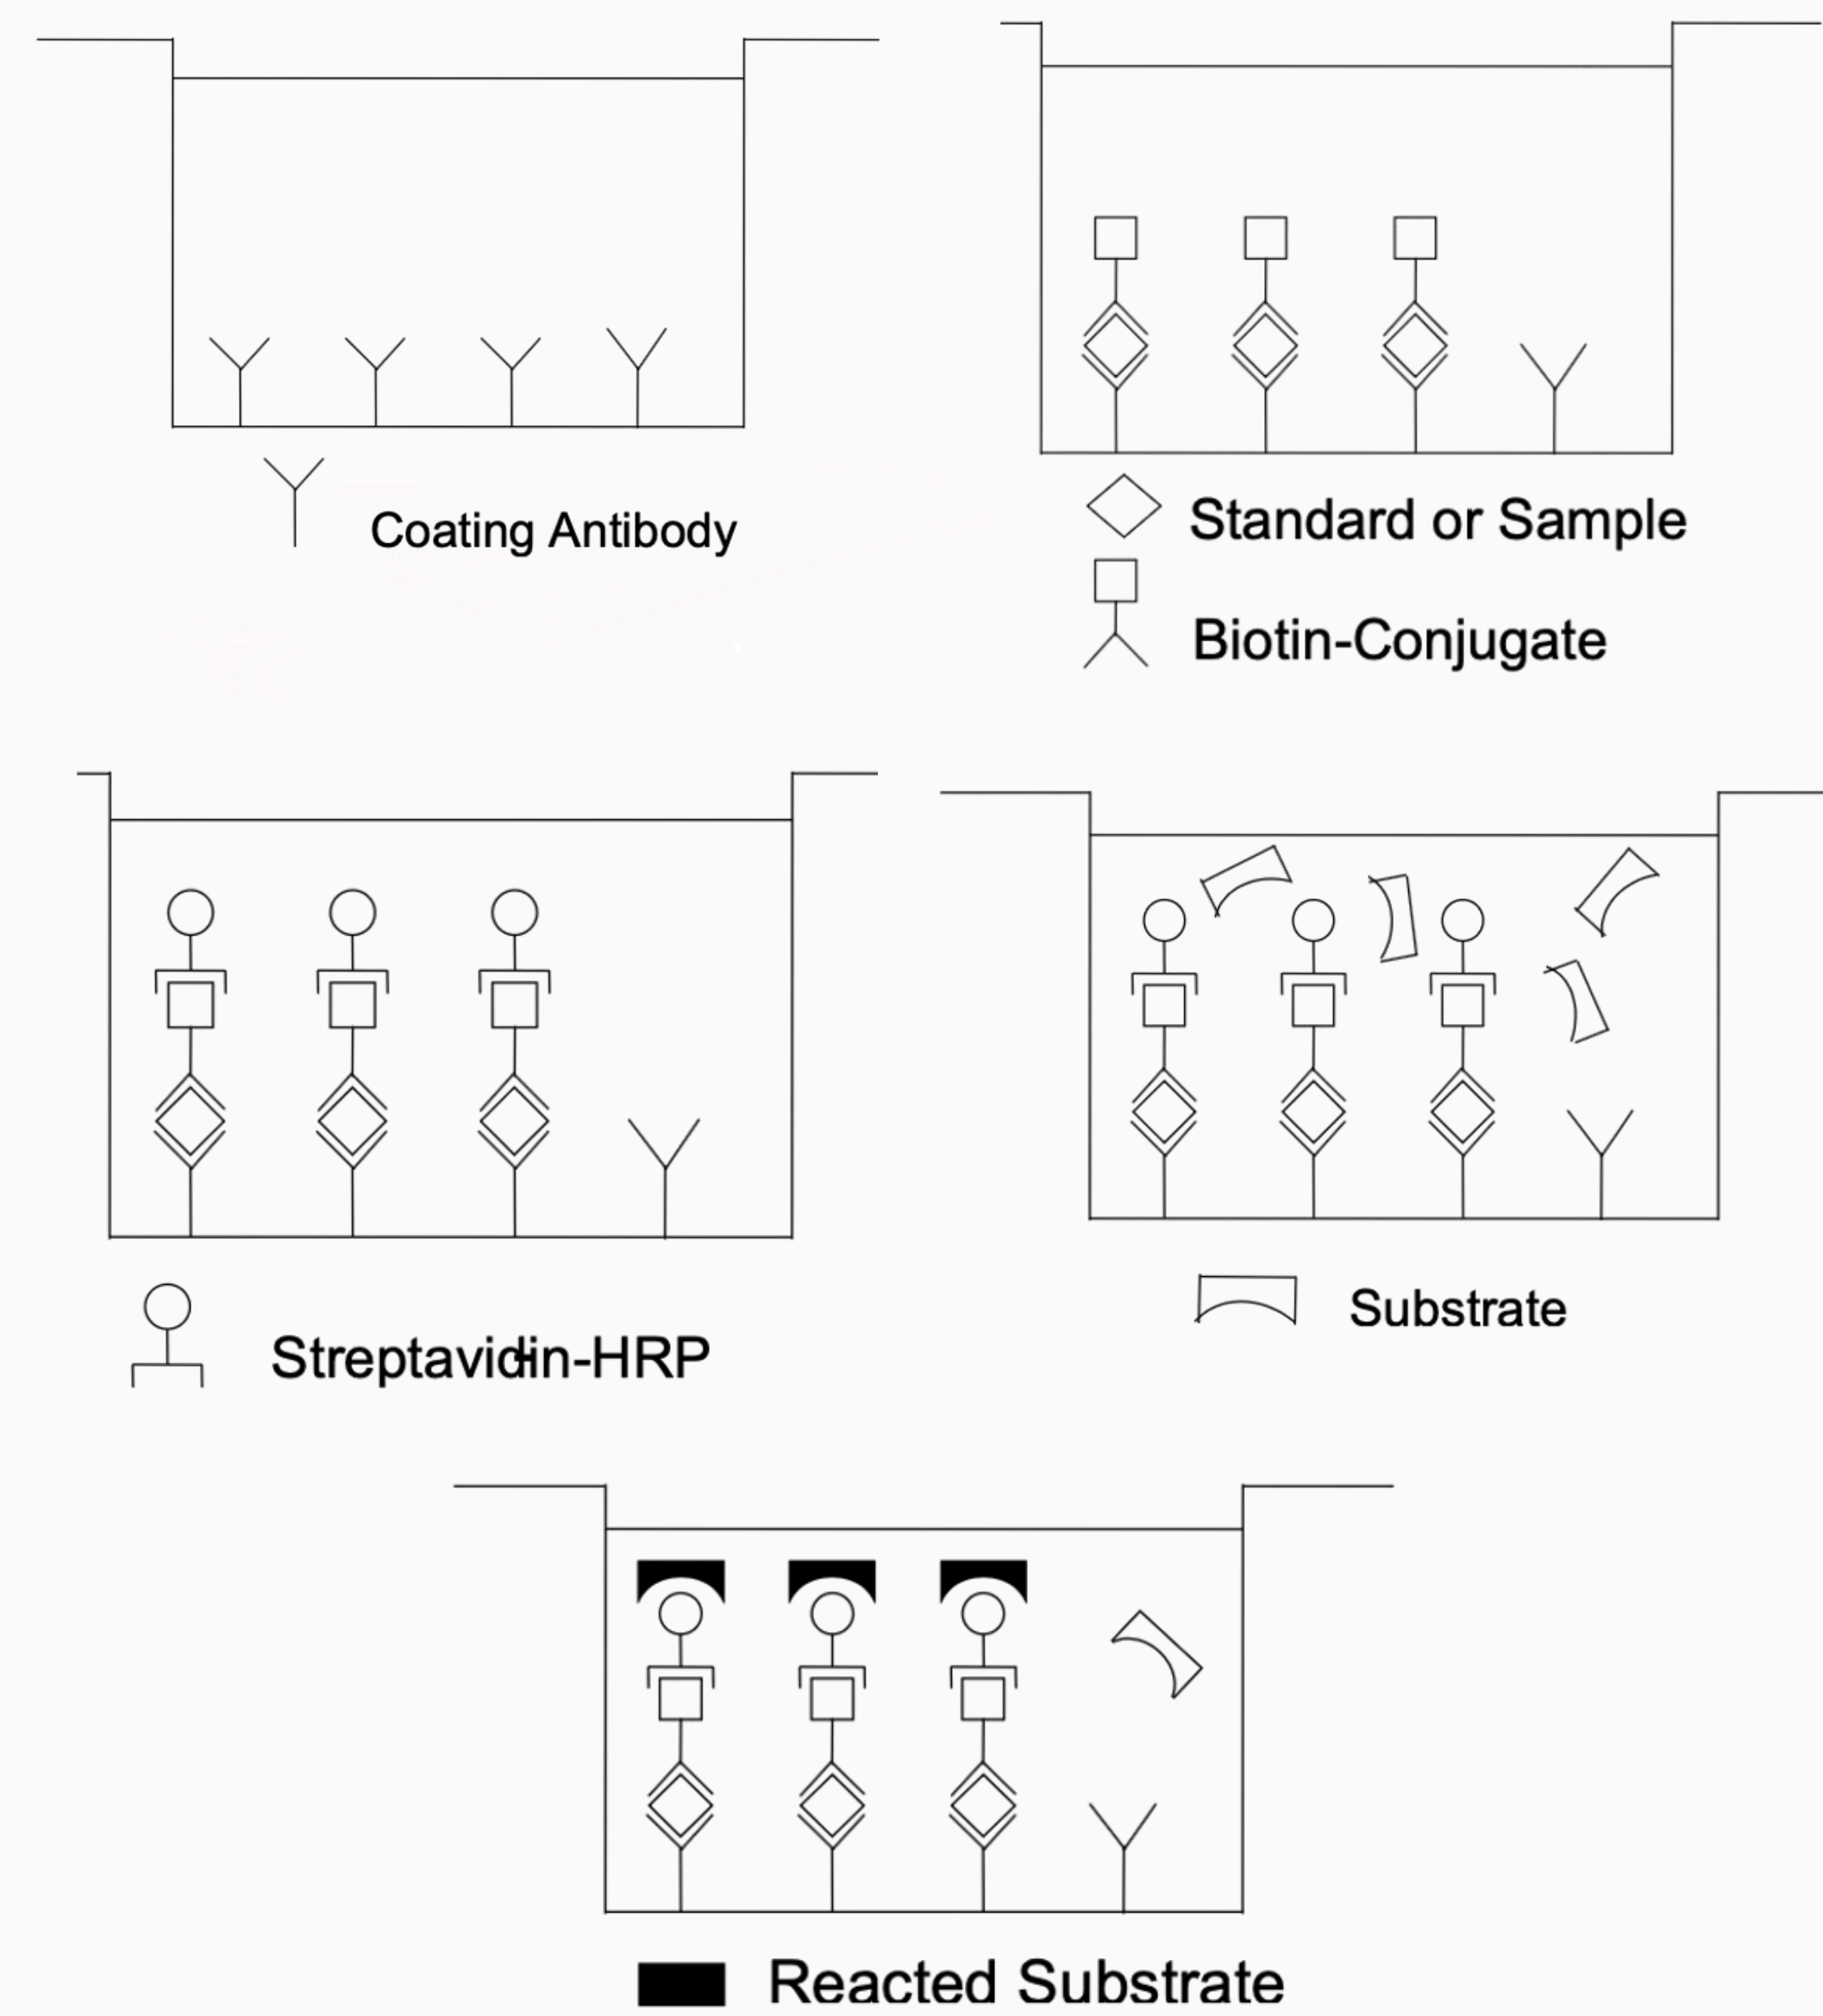 Coating Antibody
Standard or Sample
Biotin-Conjugate
Streptavidin-HRP
Substrate
Reacted Substrate